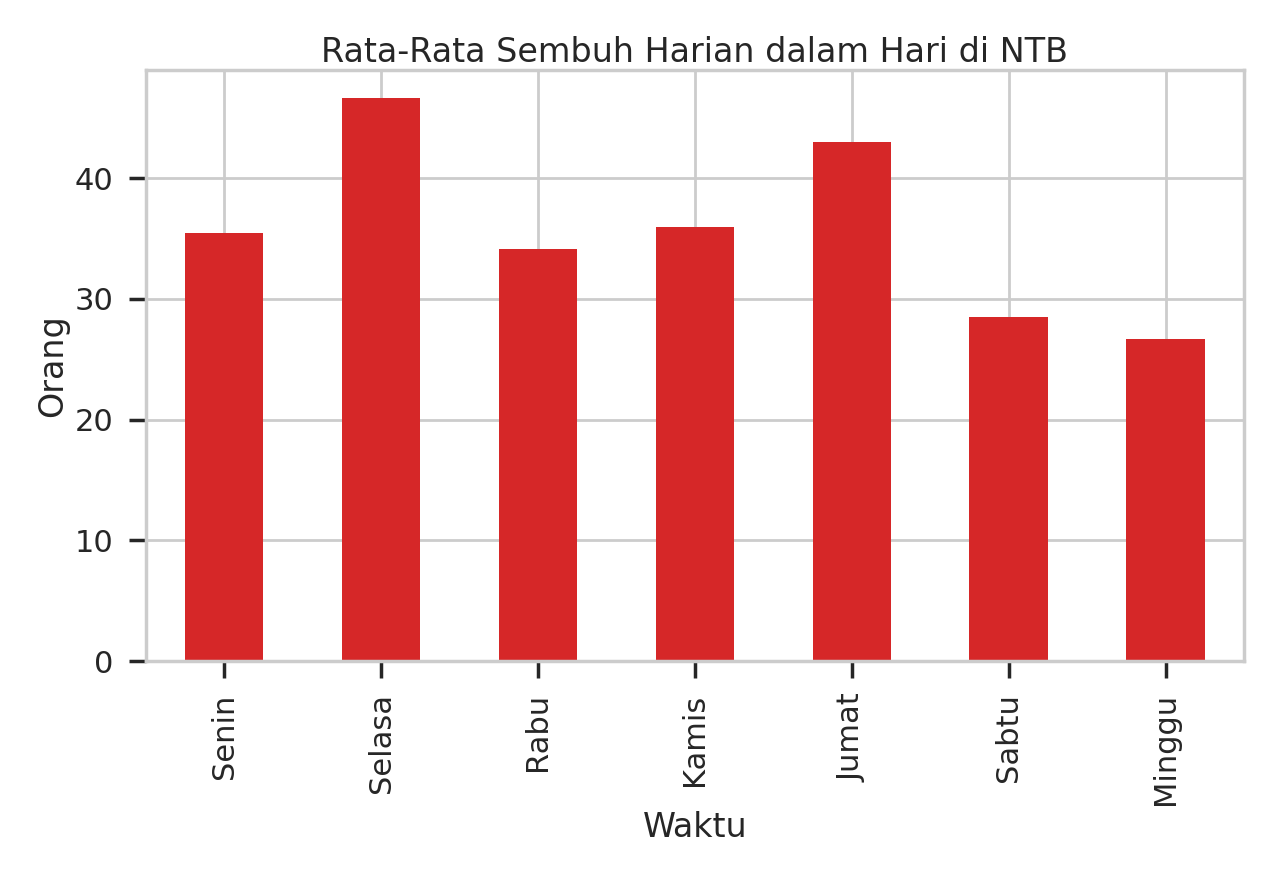 Rata-Rata Sembuh Harian dalam Hari di NTB
Orang
40
30
20
10
0
Senin
Selasa
Rabu
Kamis
Jumat
Sabtu
Minggu
Waktu